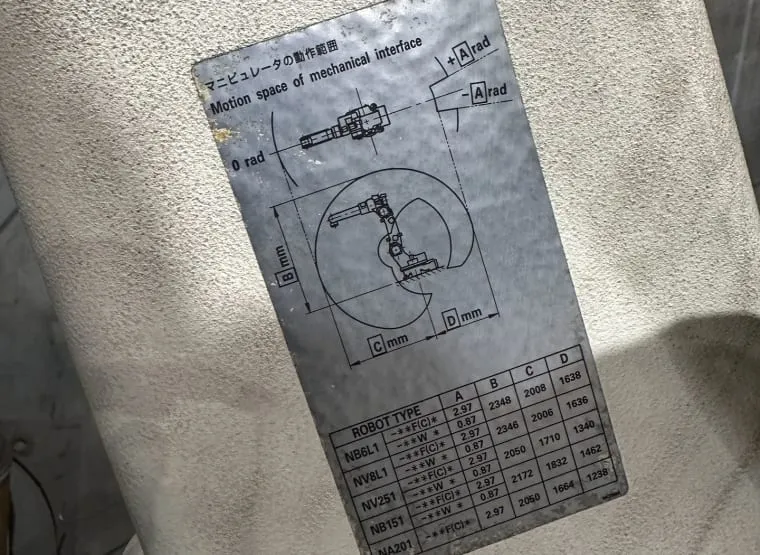 マニピュレータの動作範囲
Motion space of mechanical interface
+A rad
-A rad
0 rad
B mm
C mm
D mm
ROBOT TYPE A B C D
NB6L1 -**F(C)* 2.97 2348 2008 1638
-**W * 0.87
NV8L1 -**F(C)* 2.97 2346 2006 1636
-**W * 0.87
NV251 -**F(C)* 2.97 2050 1710 1340
-**W * 0.87
NB151 -**F(C)* 2.97 2172 1832 1462
-**W * 0.87
NA201 -**F(C)* 2.97 2050 1664 1238